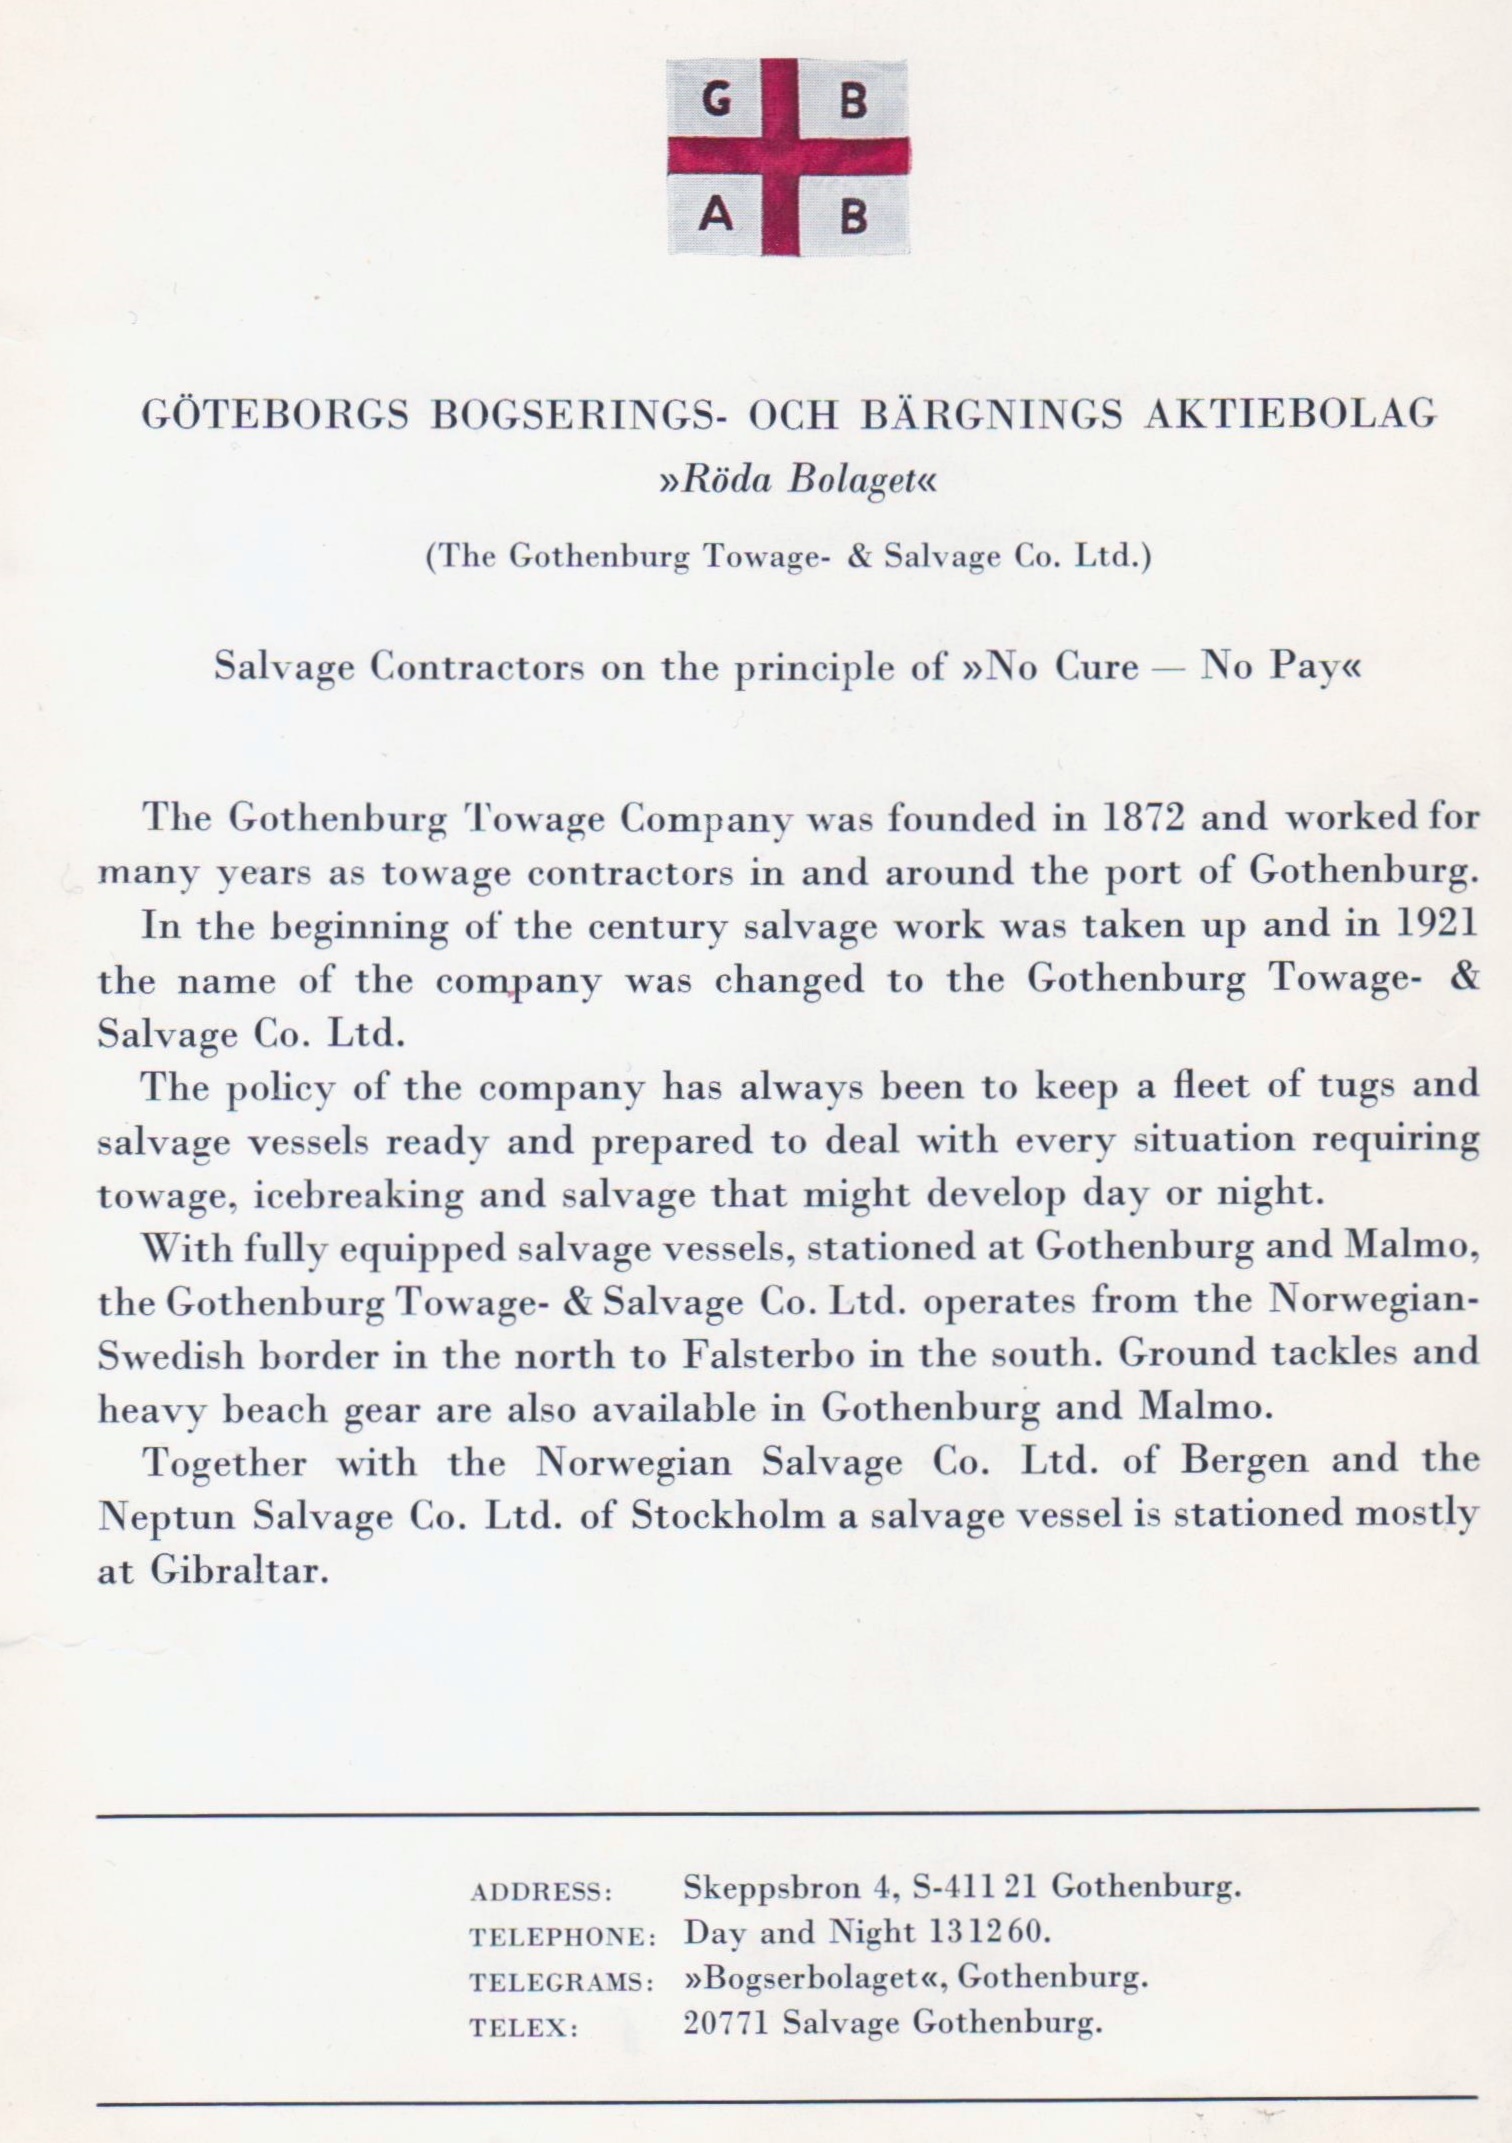 G B
A B
GÖTEBORGS BOGSERINGS- OCH BÄRGNINGS AKTIEBOLAG
»Röda Bolaget«
(The Gothenburg Towage- & Salvage Co. Ltd.)
Salvage Contractors on the principle of »No Cure — No Pay«
The Gothenburg Towage Company was founded in 1872 and worked for
many years as towage contractors in and around the port of Gothenburg.
In the beginning of the century salvage work was taken up and in 1921
the name of the company was changed to the Gothenburg Towage- &
Salvage Co. Ltd.
The policy of the company has always been to keep a fleet of tugs and
salvage vessels ready and prepared to deal with every situation requiring
towage, icebreaking and salvage that might develop day or night.
With fully equipped salvage vessels, stationed at Gothenburg and Malmo,
the Gothenburg Towage- & Salvage Co. Ltd. operates from the Norwegian-
Swedish border in the north to Falsterbo in the south. Ground tackles and
heavy beach gear are also available in Gothenburg and Malmo.
Together with the Norwegian Salvage Co. Ltd. of Bergen and the
Neptun Salvage Co. Ltd. of Stockholm a salvage vessel is stationed mostly
at Gibraltar.
ADDRESS: Skeppsbron 4, S-411 21 Gothenburg.
TELEPHONE: Day and Night 13 12 60.
TELEGRAMS: »Bogserbolaget«, Gothenburg.
TELEX: 20771 Salvage Gothenburg.